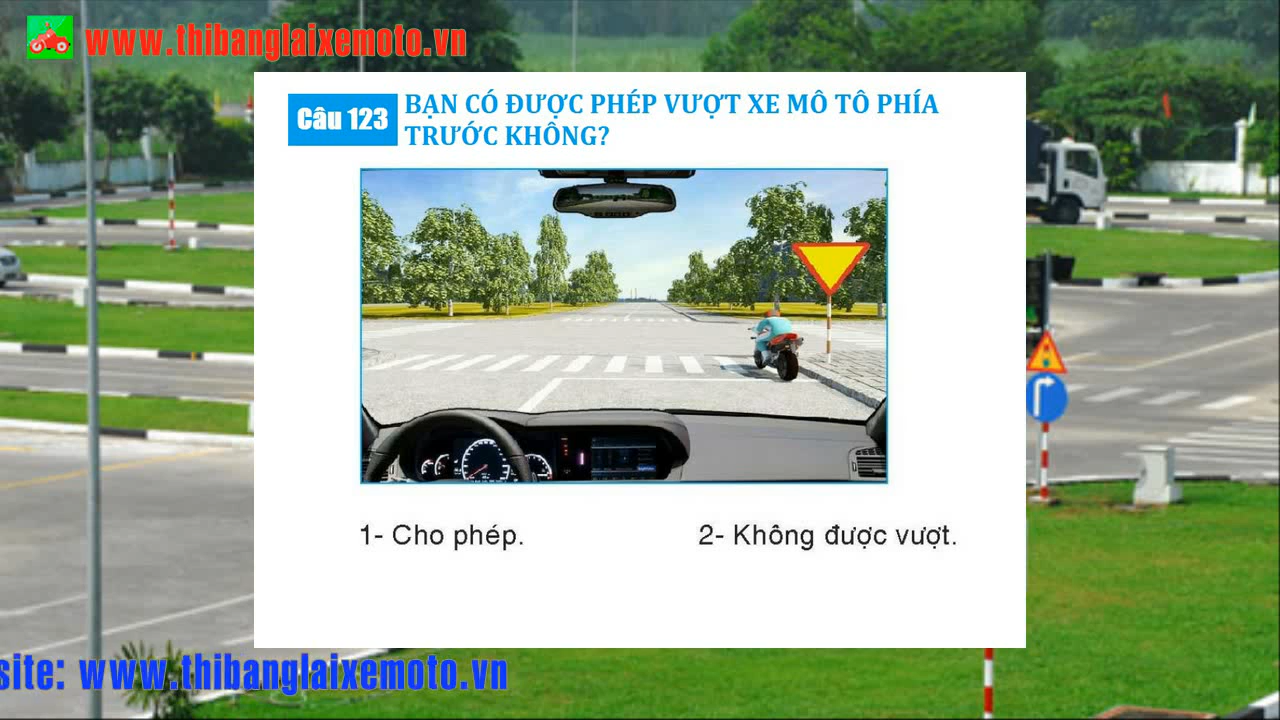 www.thibanglaixemoto.vn
Câu 123
BẠN CÓ ĐƯỢC PHÉP VƯỢT XE MÔ TÔ PHÍA
TRƯỚC KHÔNG?
1- Cho phép.
2- Không được vượt.
site: www.thibanglaixemoto.vn